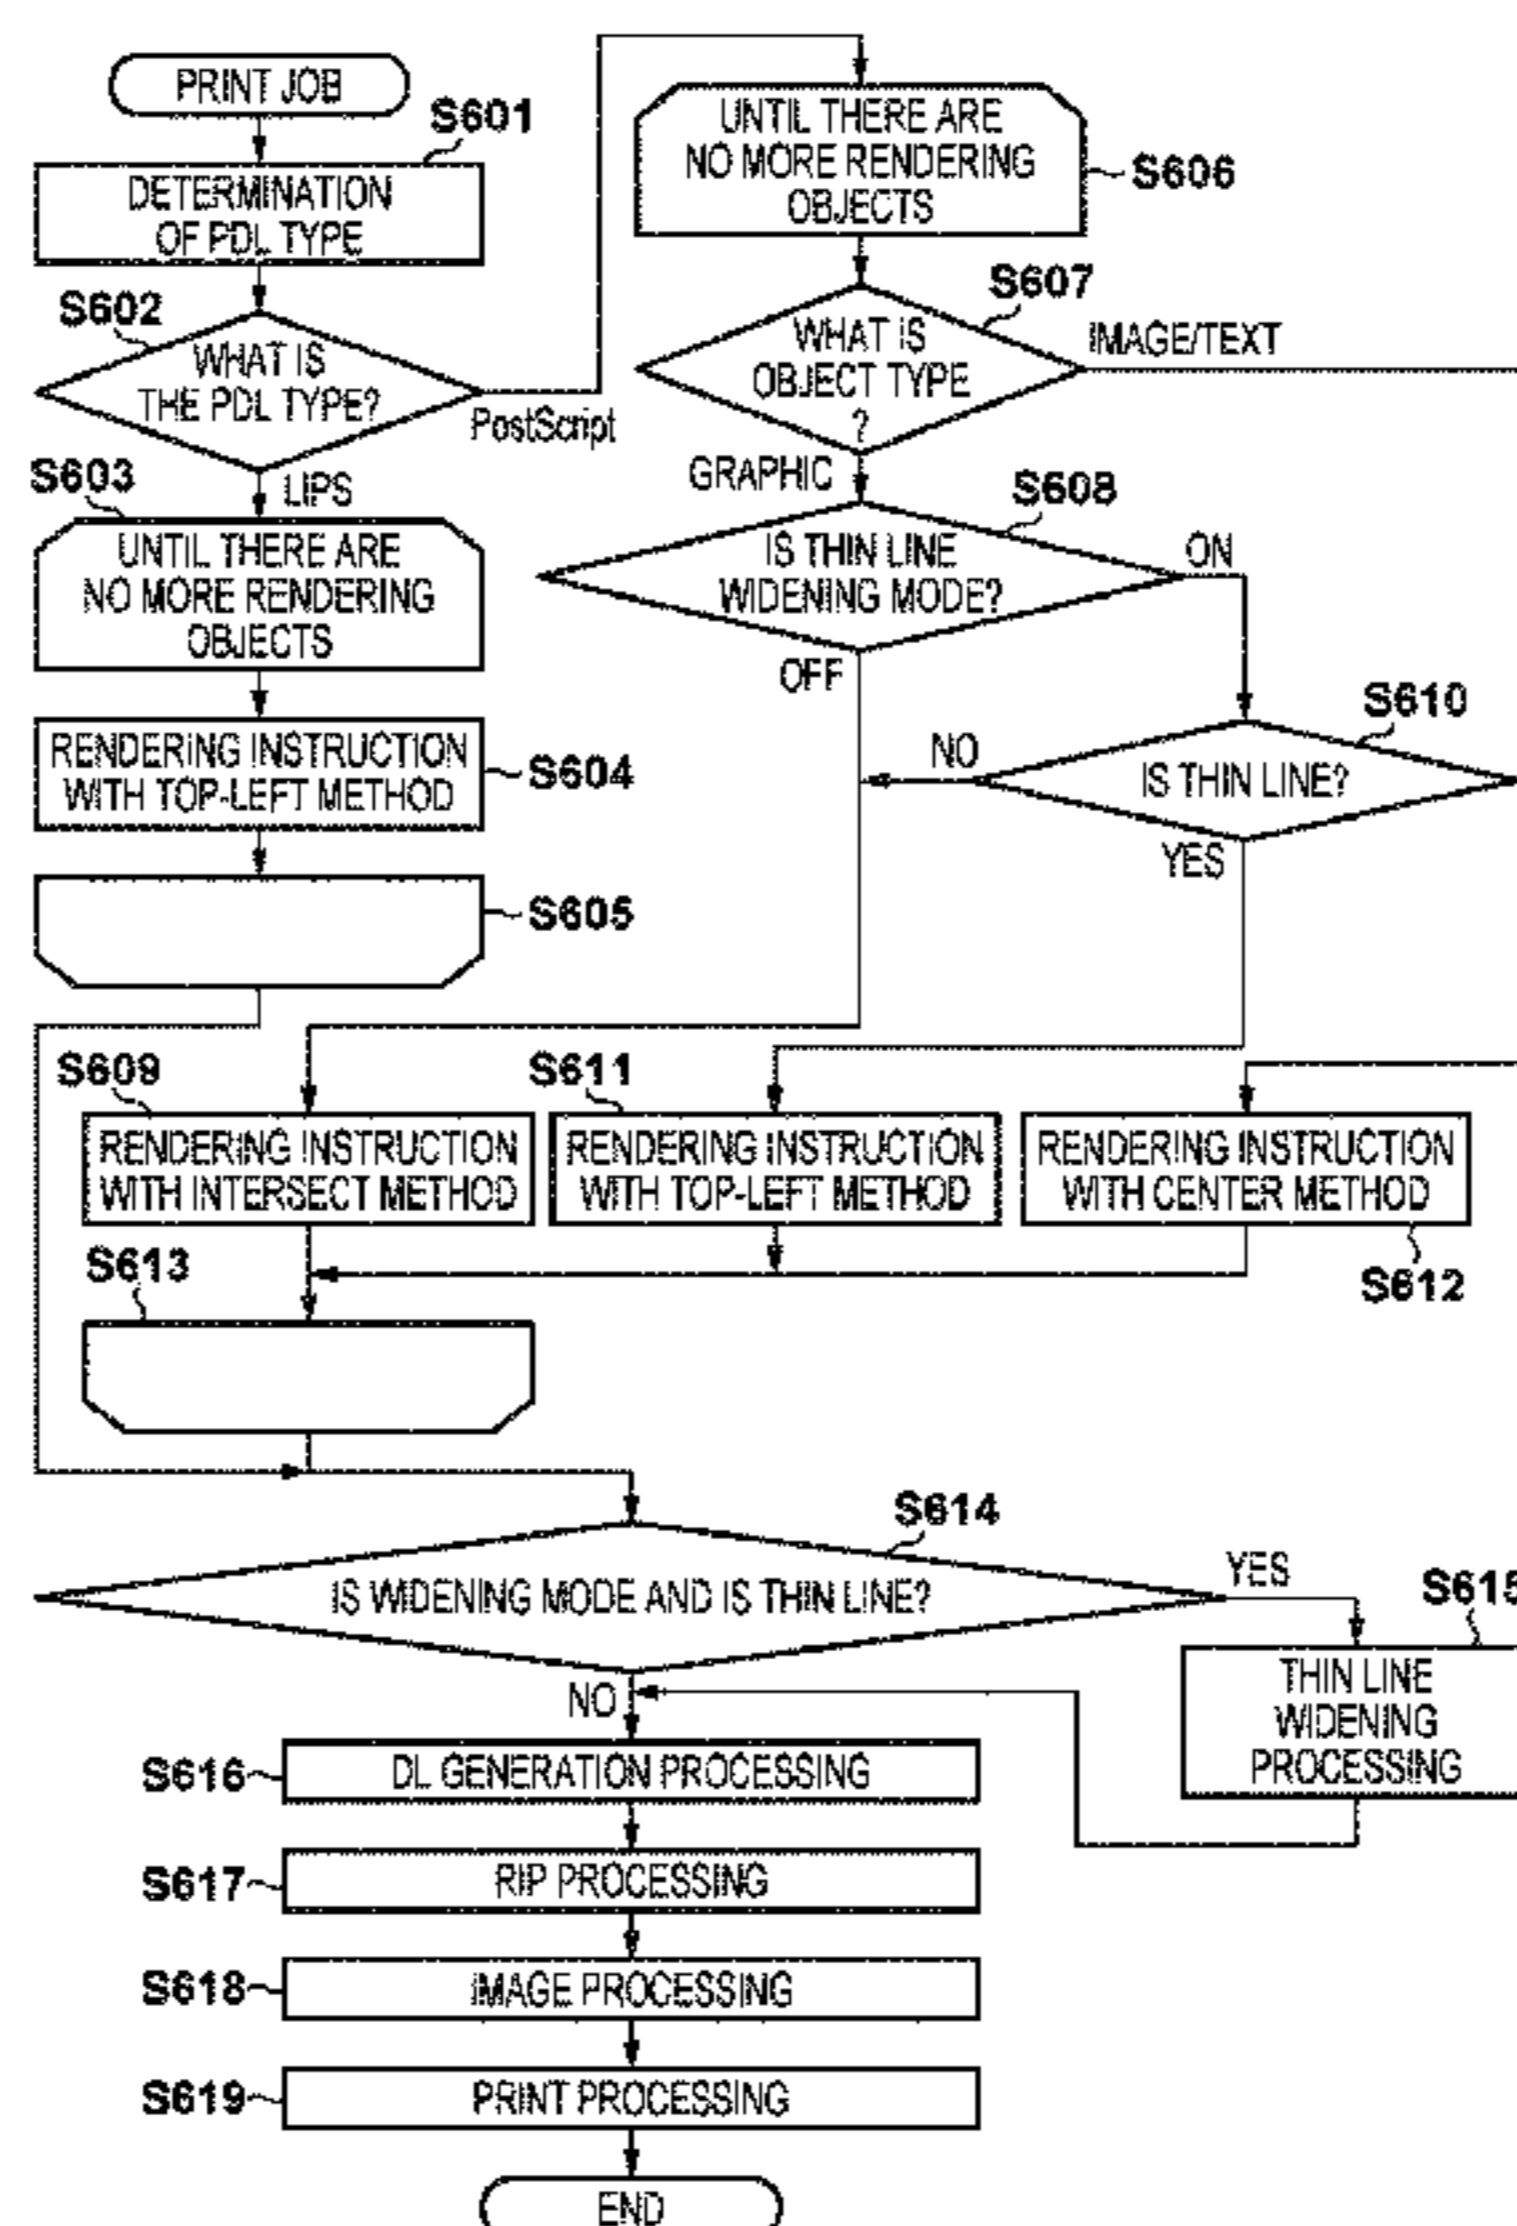 PRINT JOB
S601
DETERMINATION
OF PDL TYPE
S602
WHAT IS
THE PDL TYPE?
PostScript
LIPS
S603
UNTIL THERE ARE
NO MORE RENDERING
OBJECTS
RENDERING INSTRUCTION
WITH TOP-LEFT METHOD
S604
S605
UNTIL THERE ARE
NO MORE RENDERING
OBJECTS
S606
S607
WHAT IS
OBJECT TYPE
?
IMAGE/TEXT
GRAPHIC
S608
IS THIN LINE
WIDENING MODE?
ON
OFF
S610
IS THIN LINE?
NO
YES
S609
RENDERING INSTRUCTION
WITH INTERSECT METHOD
S611
RENDERING INSTRUCTION
WITH TOP-LEFT METHOD
RENDERING INSTRUCTION
WITH CENTER METHOD
S612
S613
S614
IS WIDENING MODE AND IS THIN LINE?
YES
S615
THIN LINE
WIDENING
PROCESSING
NO
S616
DL GENERATION PROCESSING
S617
RIP PROCESSING
S618
IMAGE PROCESSING
S619
PRINT PROCESSING
END